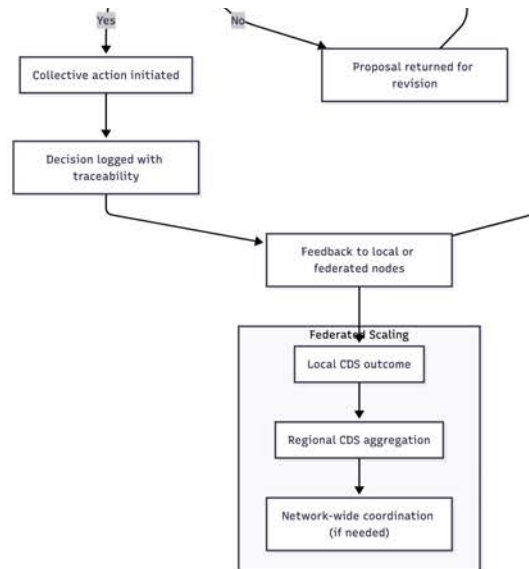 Yes
No
Collective action initiated
Proposal returned for
revision
Decision logged with
traceability
Feedback to local or
federated nodes
Federated Scaling
Local CDS outcome
Regional CDS aggregation
Network-wide coordination
(if needed)